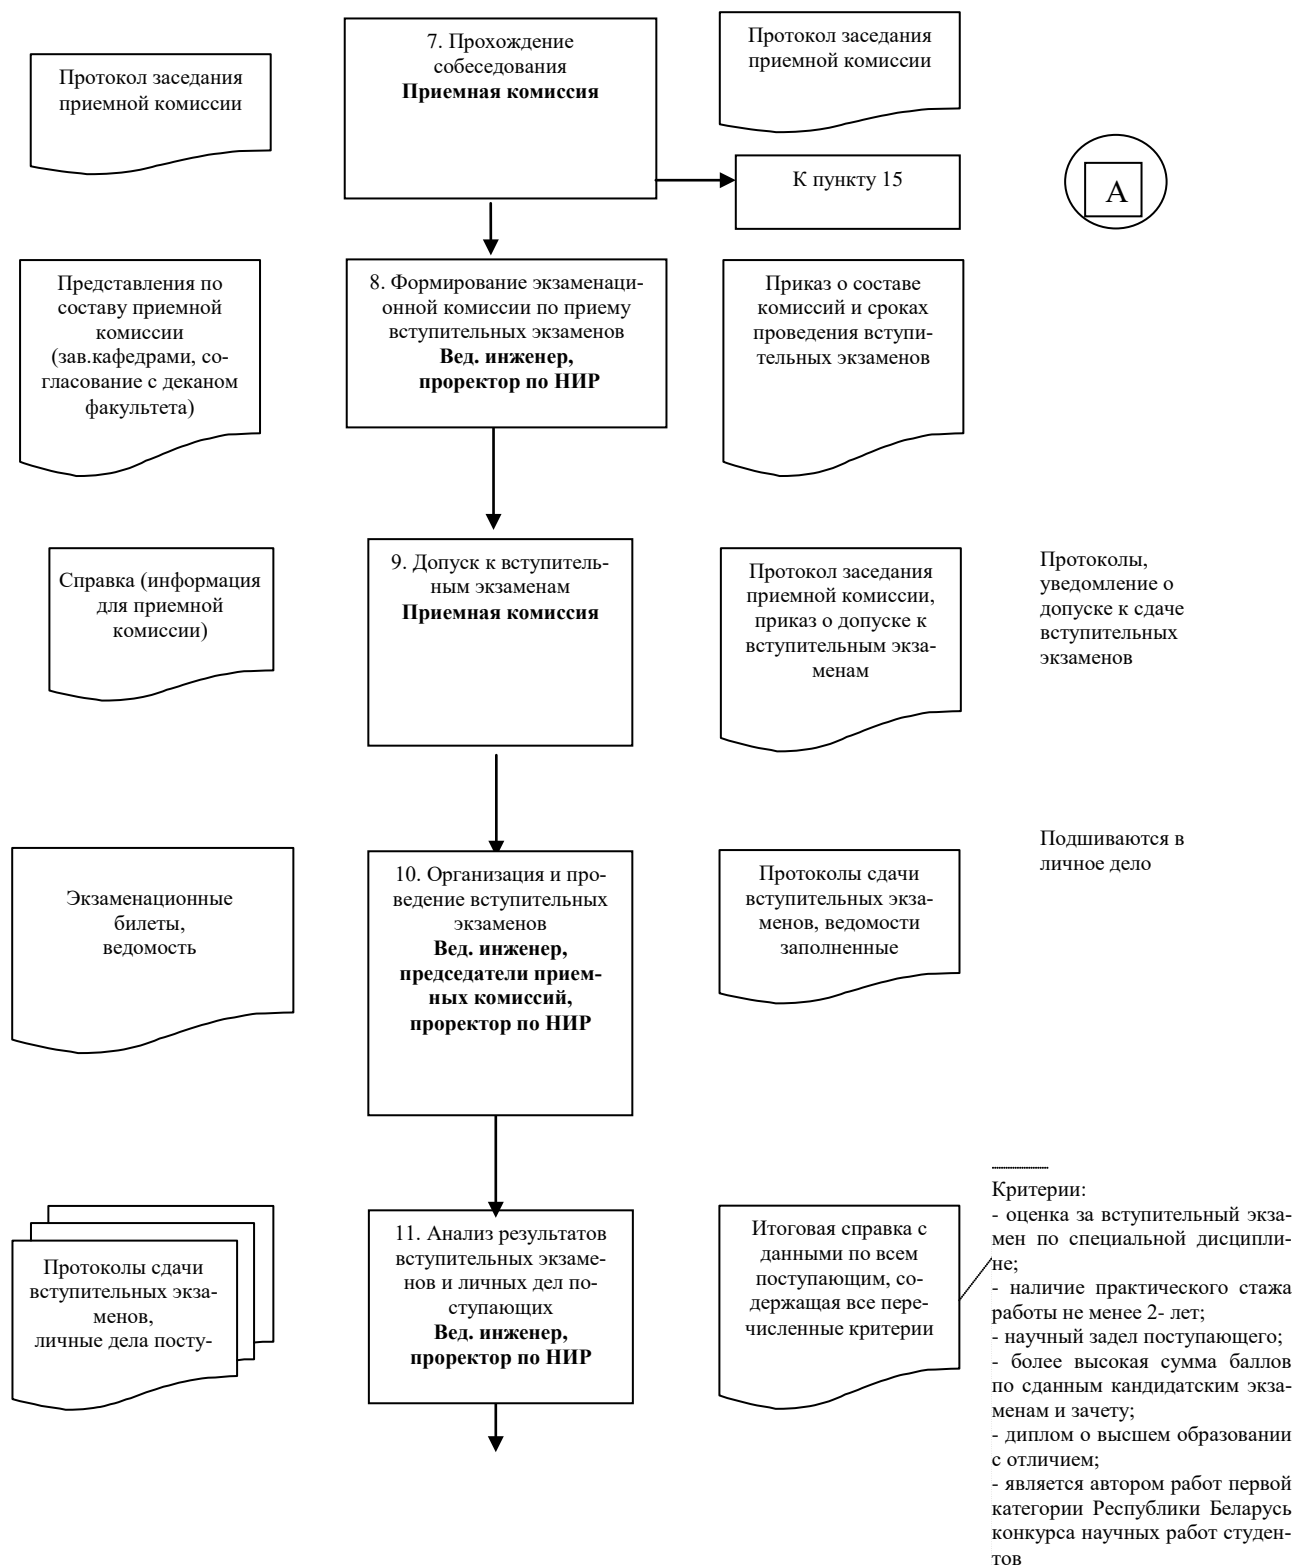 7. Прохождение
собеседования
Приемная комиссия
Протокол заседания
приемной комиссии
Протокол заседания
приемной комиссии
К пункту 15
А
Представления по
составу приемной
комиссии
(зав.кафедрами, со-
гласование с деканом
факультета)
8. Формирование экзаменаци-
онной комиссии по приему
вступительных экзаменов
Вед. инженер,
проректор по НИР
Приказ о составе
комиссий и сроках
проведения вступи-
тельных экзаменов
Справка (информация
для приемной
комиссии)
9. Допуск к вступитель-
ным экзаменам
Приемная комиссия
Протокол заседания
приемной комиссии,
приказ о допуске к
вступительным экза-
менам
Протоколы,
уведомление о
допуске к сдаче
вступительных
экзаменов
Экзаменационные
билеты,
ведомость
10. Организация и про-
ведение вступительных
экзаменов
Вед. инженер,
председатели прием-
ных комиссий,
проректор по НИР
Протоколы сдачи
вступительных экза-
менов, ведомости
заполненные
Подшиваются в
личное дело
Протоколы сдачи
вступительных экза-
менов,
личные дела посту-
11. Анализ результатов
вступительных экзаме-
нов и личных дел по-
ступающих
Вед. инженер,
проректор по НИР
Итоговая справка с
данными по всем
поступающим, со-
держащая все пере-
численные критерии
Критерии:
- оценка за вступительный экза-
мен по специальной дисципли-
не;
- наличие практического стажа
работы не менее 2- лет;
- научный задел поступающего;
- более высокая сумма баллов
по сданным кандидатским экза-
менам и зачету;
- диплом о высшем образовании
с отличием;
- является автором работ первой
категории Республики Беларусь
конкурса научных работ студен-
тов